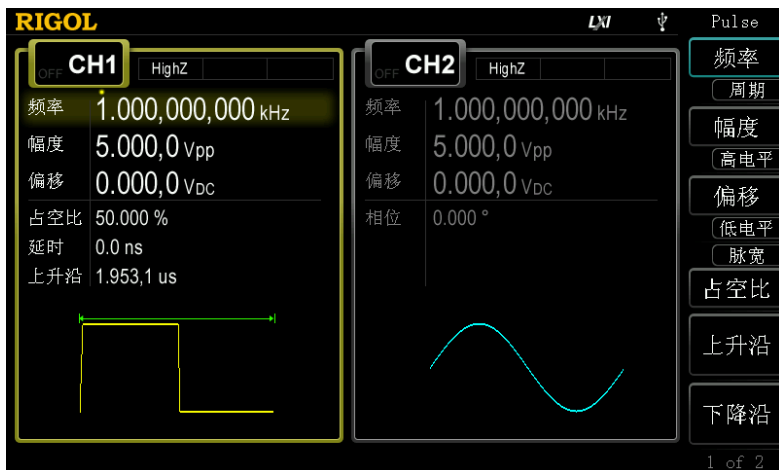 RIGOL LXI Pulse
OFF CH1 HighZ
频率 1.000,000,000 kHz
幅度 5.000,0 Vpp
偏移 0.000,0 VDC
占空比 50.000 %
延时 0.0 ns
上升沿 1.953,1 us
OFF CH2 HighZ
频率 1.000,000,000 kHz
幅度 5.000,0 Vpp
偏移 0.000,0 VDC
相位 0.000 °
频率
周期
幅度
高电平
偏移
低电平
脉宽
占空比
上升沿
下降沿
1 of 2